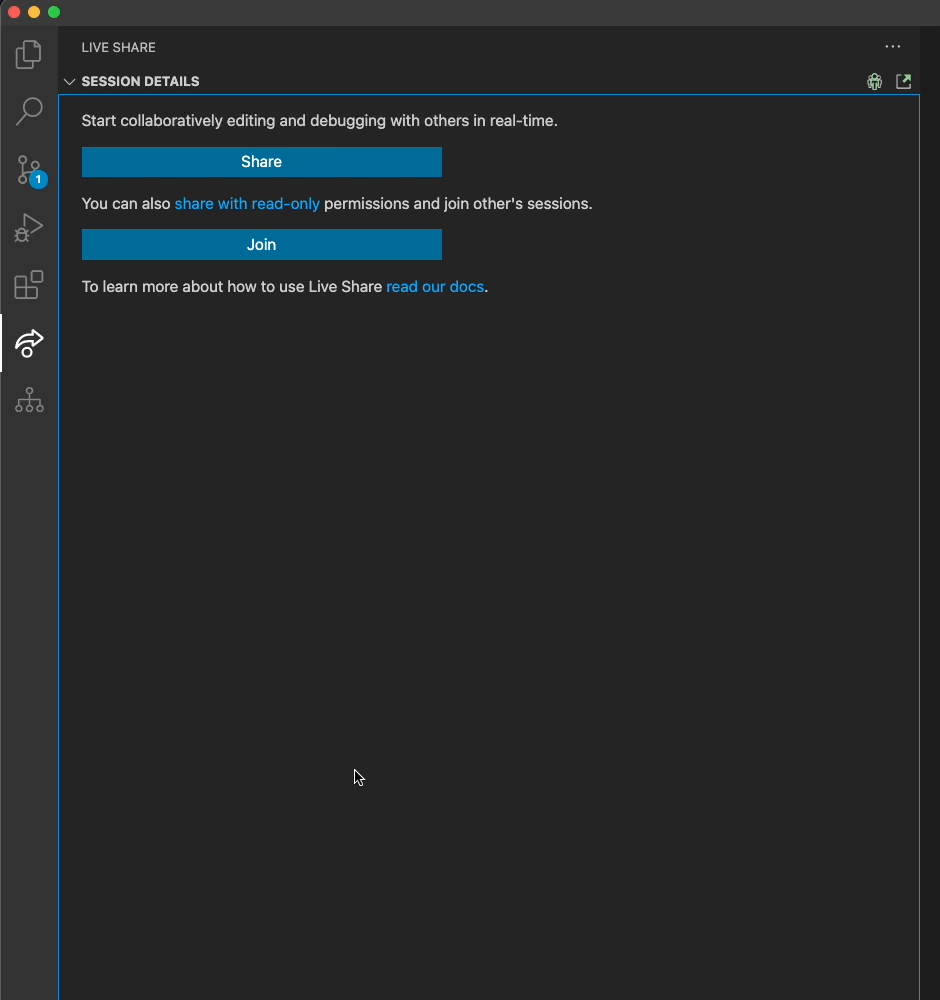 LIVE SHARE
SESSION DETAILS
Start collaboratively editing and debugging with others in real-time.
Share
1
You can also share with read-only permissions and join other's sessions.
Join
To learn more about how to use Live Share read our docs.